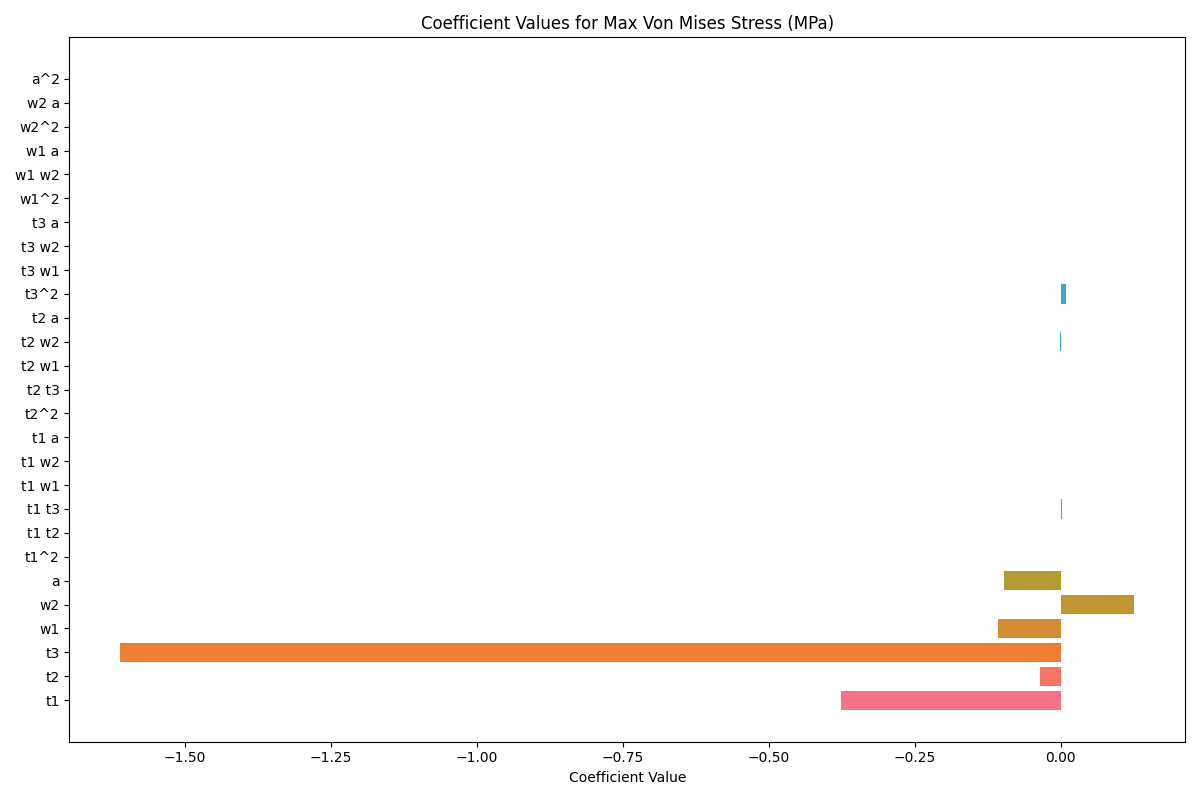 Coefficient Values for Max Von Mises Stress (MPa)
a^2
w2 a
w2^2
w1 a
w1 w2
w1^2
t3 a
t3 w2
t3 w1
t3^2
t2 a
t2 w2
t2 w1
t2 t3
t2^2
t1 a
t1 w2
t1 w1
t1 t3
t1 t2
t1^2
a
w2
w1
t3
t2
t1
−1.50 −1.25 −1.00 −0.75 −0.50 −0.25 0.00
Coefficient Value